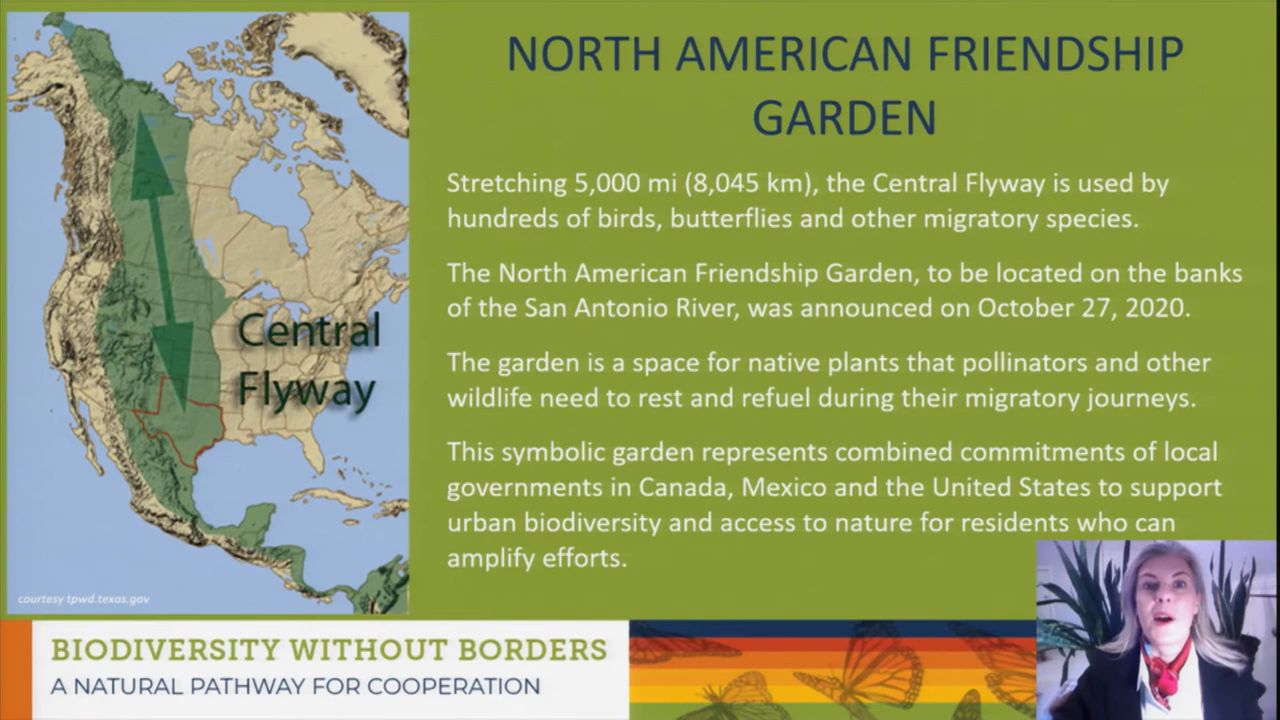 NORTH AMERICAN FRIENDSHIP
GARDEN
Stretching 5,000 mi (8,045 km), the Central Flyway is used by
hundreds of birds, butterflies and other migratory species.
The North American Friendship Garden, to be located on the banks
of the San Antonio River, was announced on October 27, 2020.
The garden is a space for native plants that pollinators and other
wildlife need to rest and refuel during their migratory journeys.
This symbolic garden represents combined commitments of local
governments in Canada, Mexico and the United States to support
urban biodiversity and access to nature for residents who can
amplify efforts.
Central
Flyway
courtesy tpwd.texas.gov
BIODIVERSITY WITHOUT BORDERS
A NATURAL PATHWAY FOR COOPERATION